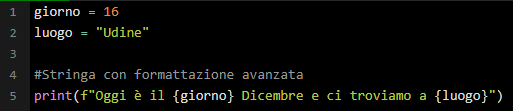 1 giorno = 16
2 luogo = "Udine"
3
4 #Stringa con formattazione avanzata
5 print(f"Oggi è il {giorno} Dicembre e ci troviamo a {luogo}")